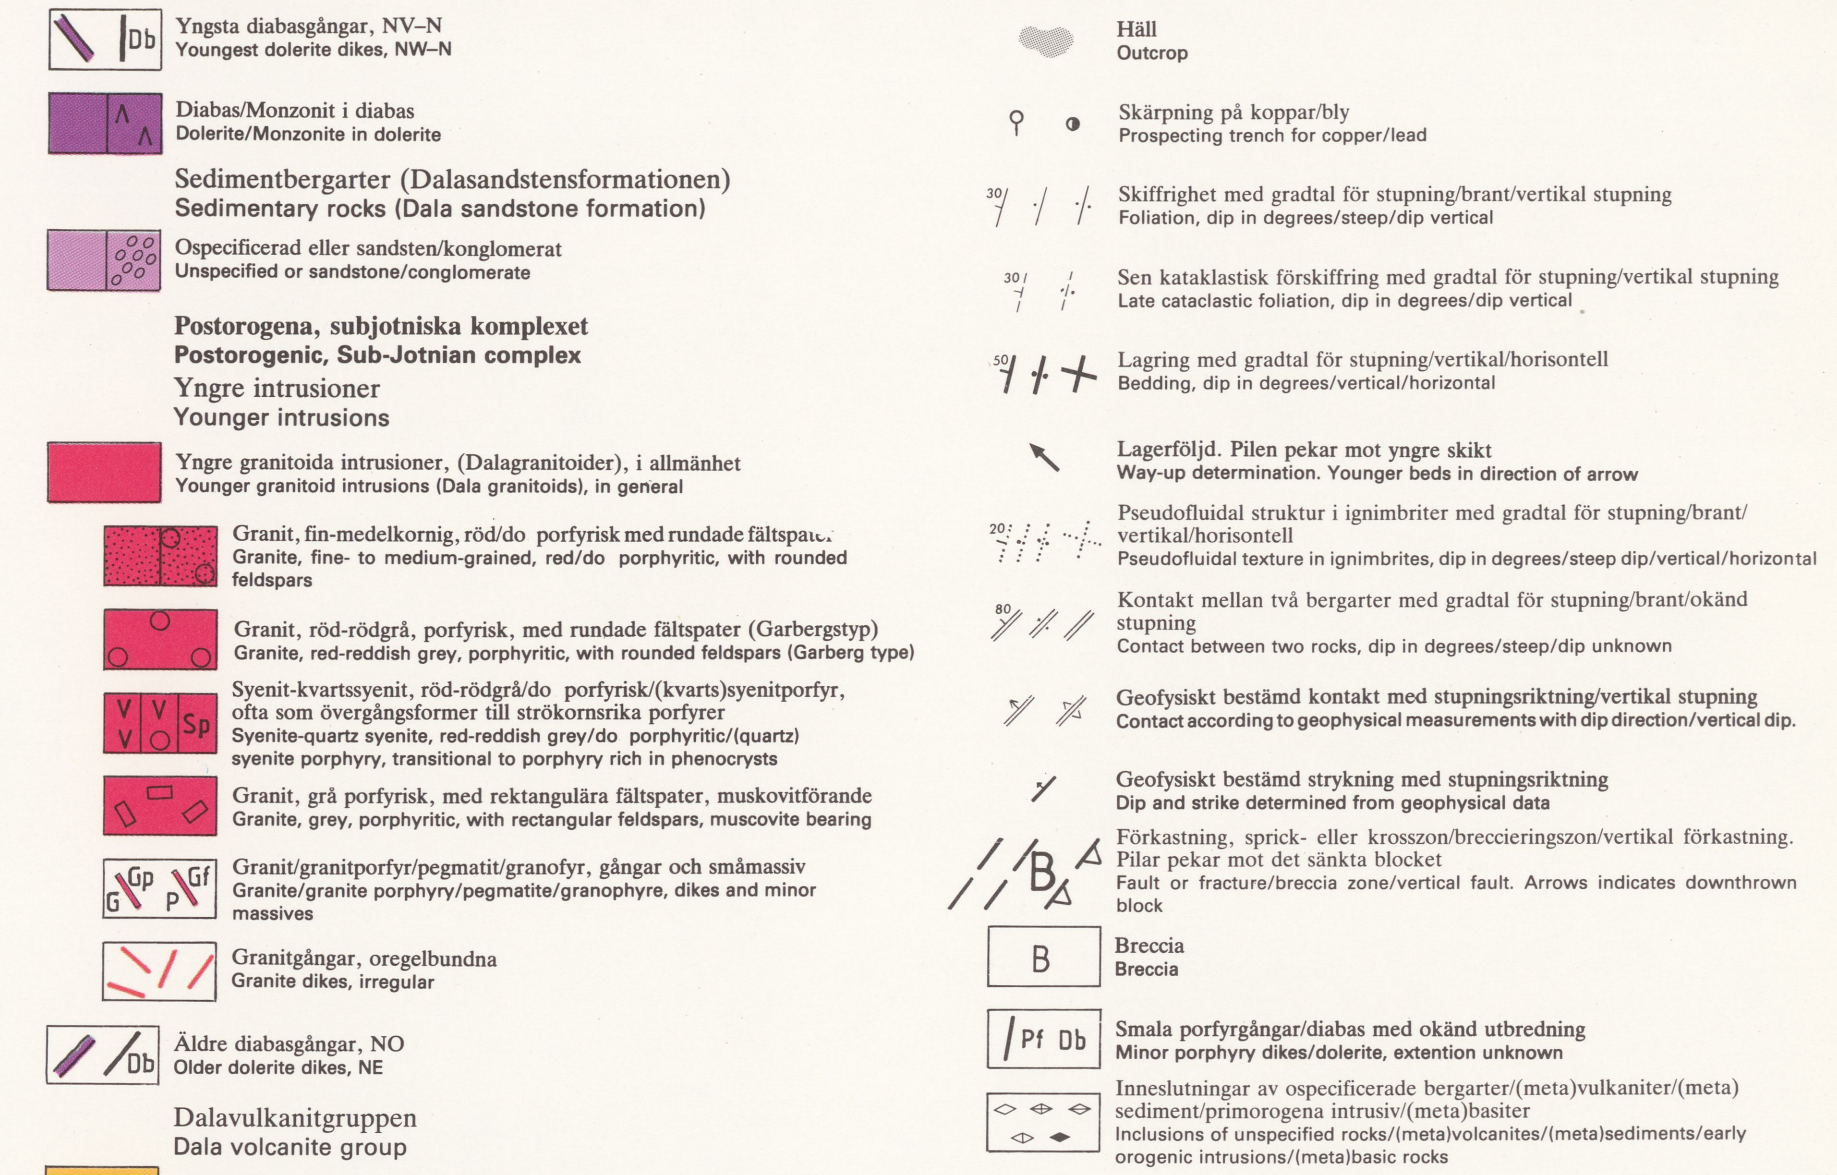 Db
Yngsta diabasgångar, NV–N
Youngest dolerite dikes, NW–N
Diabas/Monzonit i diabas
Dolerite/Monzonite in dolerite
Sedimentbergarter (Dalasandstensformationen)
Sedimentary rocks (Dala sandstone formation)
Ospecificerad eller sandsten/konglomerat
Unspecified or sandstone/conglomerate
Postorogena, subjotniska komplexet
Postorogenic, Sub-Jotnian complex
Yngre intrusioner
Younger intrusions
Yngre granitoida intrusioner, (Dalagranitoider), i allmänhet
Younger granitoid intrusions (Dala granitoids), in general
Granit, fin-medelkornig, röd/do porfyrisk med rundade
Granite, fine- to medium-grained, red/do porphyritic, with rounded
feldspars
Granit, röd-rödgrå, porfyrisk, med rundade fältspater (Garbergstyp)
Granite, red-reddish grey, porphyritic, with rounded feldspars (Garberg type)
V V Sp
V
Syenit-kvartssyenit, röd-rödgrå/do porfyrisk/(kvarts)syenitporfyr,
ofta som övergångsformer till strökornsrika porfyrer
Syenite-quartz syenite, red-reddish grey/do porphyritic/(quartz)
syenite porphyry, transitional to porphyry rich in phenocrysts
Granit, grå porfyrisk, med rektangulära fältspater, muskovitförande
Granite, grey, porphyritic, with rectangular feldspars, muscovite bearing
Gp Gf
G P
Granit/granitporfyr/pegmatit/granofyr, gångar och småmassiv
Granite/granite porphyry/pegmatite/granophyre, dikes and minor
massives
Granitgångar, oregelbundna
Granite dikes, irregular
Db
Äldre diabasgångar, NO
Older dolerite dikes, NE
Dalavulkanitgruppen
Dala volcanite group
Häll
Outcrop
Skärpning på koppar/bly
Prospecting trench for copper/lead
30
Skiffrighet med gradtal för stupning/brant/vertikal stupning
Foliation, dip in degrees/steep/dip vertical
30
Sen kataklastisk förskiffring med gradtal för stupning/vertikal stupning
Late cataclastic foliation, dip in degrees/dip vertical
50
Lagring med gradtal för stupning/vertikal/horisontell
Bedding, dip in degrees/vertical/horizontal
Lagerföljd. Pilen pekar mot yngre skikt
Way-up determination. Younger beds in direction of arrow
20
Pseudofluidal struktur i ignimbriter med gradtal för stupning/brant/
vertikal/horisontell
Pseudofluidal texture in ignimbrites, dip in degrees/steep dip/vertical/horizontal
80
Kontakt mellan två bergarter med gradtal för stupning/brant/okänd
stupning
Contact between two rocks, dip in degrees/steep/dip unknown
Geofysiskt bestämd kontakt med stupningsriktning/vertikal stupning
Contact according to geophysical measurements with dip direction/vertical dip.
Geofysiskt bestämd strykning med stupningsriktning
Dip and strike determined from geophysical data
B
Förkastning, sprick- eller krosszon/breccieringszon/vertikal förkastning.
Pilar pekar mot det sänkta blocket
Fault or fracture/breccia zone/vertical fault. Arrows indicates downthrown
block
B
Breccia
Breccia
Pf Db
Smala porfyrgångar/diabas med okänd utbredning
Minor porphyry dikes/dolerite, extention unknown
Inneslutningar av ospecificerade bergarter/(meta)vulkaniter/(meta)
sediment/primorogena intrusiv/(meta)basiter
Inclusions of unspecified rocks/(meta)volcanites/(meta)sediments/early
orogenic intrusions/(meta)basic rocks